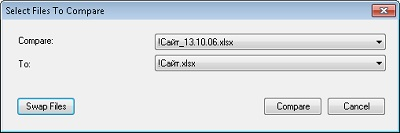 Select Files To Compare
Compare: !Сайт_13.10.06.xlsx
To: !Сайт.xlsx
Swap Files Compare Cancel